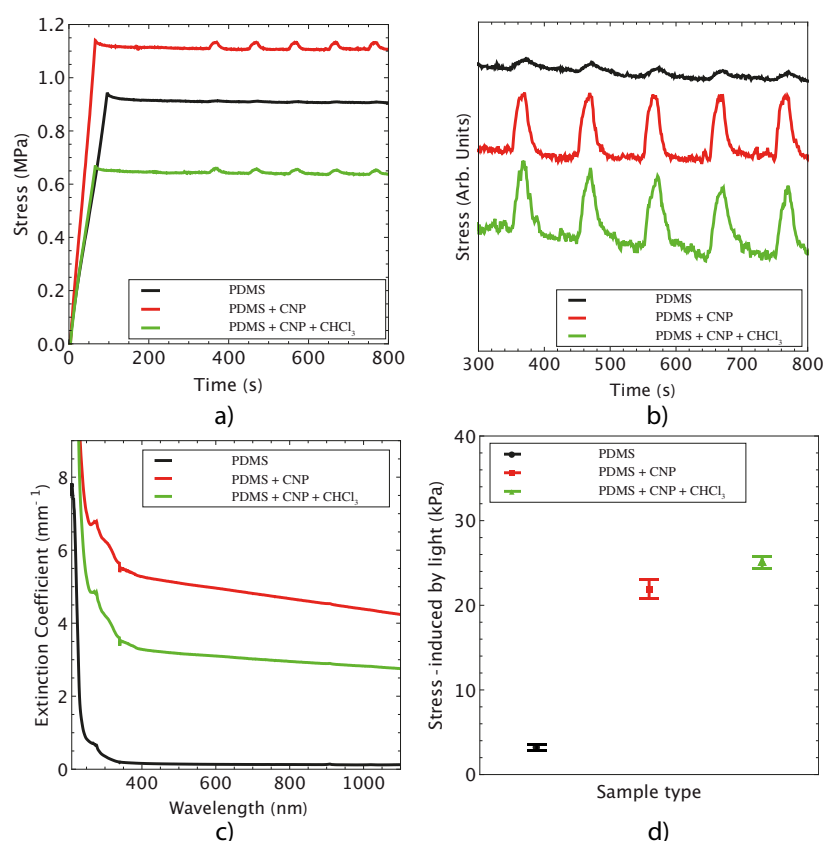 Stress (MPa)
1.2
1.0
0.8
0.6
0.4
0.2
0.0
PDMS
PDMS + CNP
PDMS + CNP + CHCl₃
0 200 400 600 800
Time (s)
a)
Stress (Arb. Units)
PDMS
PDMS + CNP
PDMS + CNP + CHCl₃
300 400 500 600 700 800
Time (s)
b)
Extinction Coefficient (mm⁻¹)
PDMS
PDMS + CNP
PDMS + CNP + CHCl₃
8
6
4
2
0
400 600 800 1000
Wavelength (nm)
c)
Stress - induced by light (kPa)
40
30
20
10
0
PDMS
PDMS + CNP
PDMS + CNP + CHCl₃
Sample type
d)